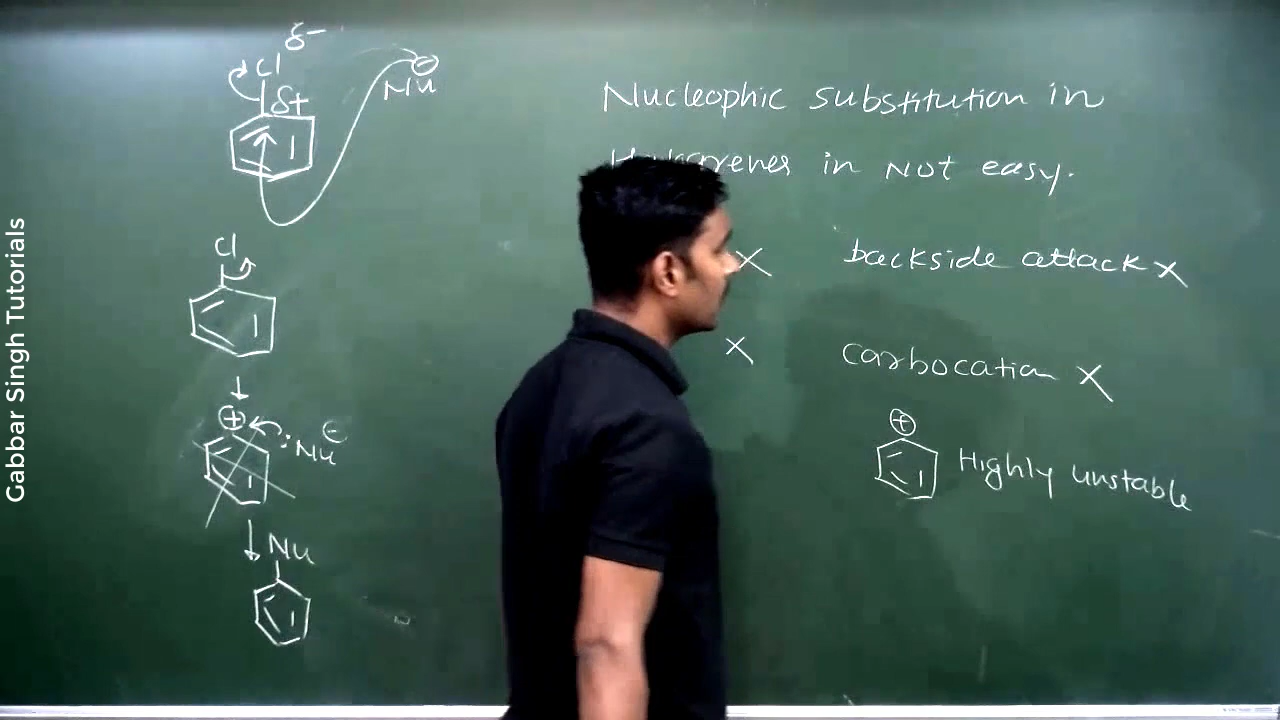 δ-
Cl
δ+
Nu
Nucleophic substitution in
in NOT easy.
backside attack X
X
Cl
X
carbocation X
Nu
Highly unstable
Nu
Gabbar Singh Tutorials